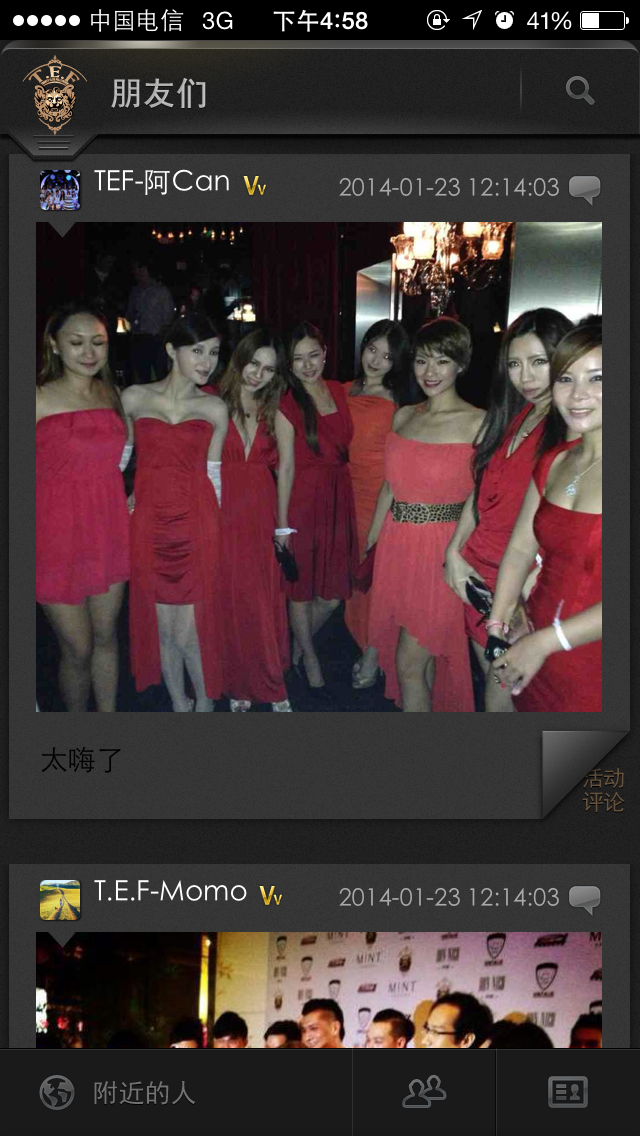 中国电信 3G 下午4:58 41%
T.E.F
朋友们
TEF-阿Can Vv 2014-01-23 12:14:03
太嗨了
活动
评论
T.E.F-Momo Vv 2014-01-23 12:14:03
MINT
MiNT
MiNT
附近的人